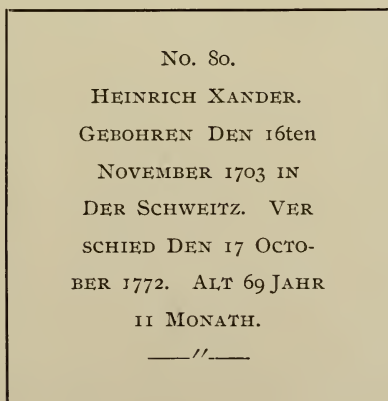 No. 80.
Heinrich Xander.
Gebohren Den 16ten
November 1703 in
Der Schweitz. Ver
schied Den 17 Octo-
ber 1772. Alt 69 Jahr
11 Monath.